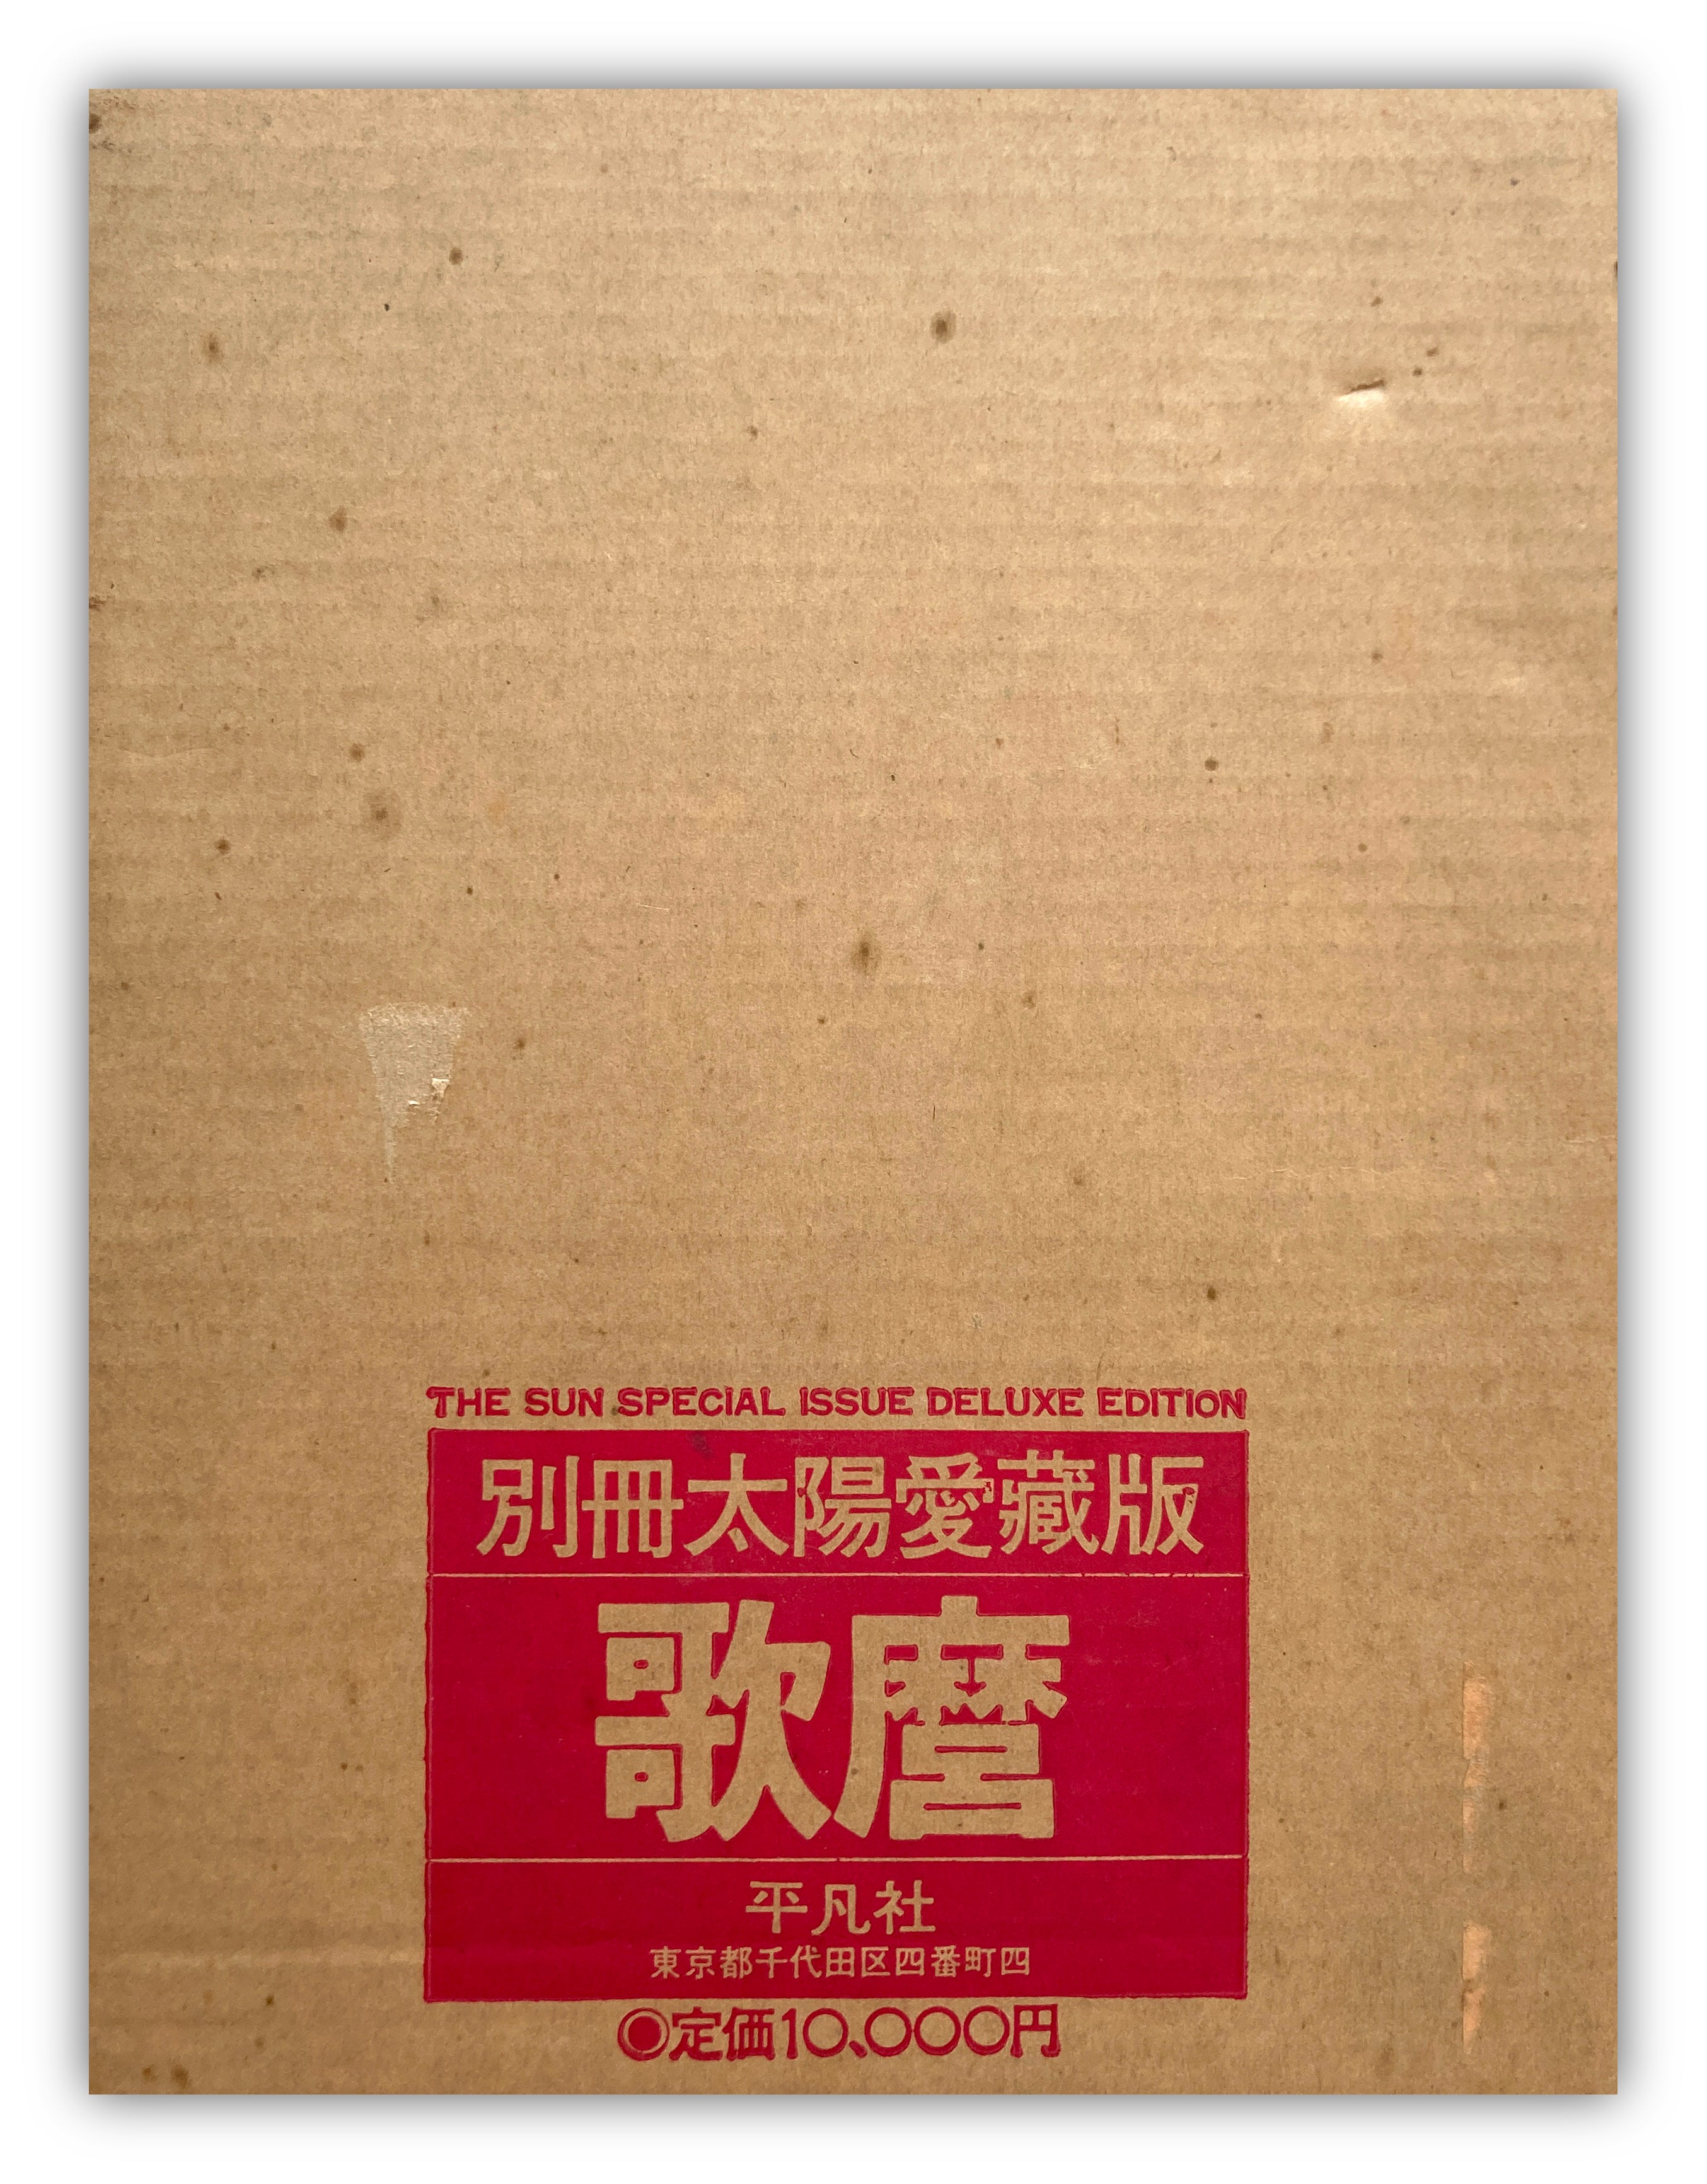 THE SUN SPECIAL ISSUE DELUXE EDITION
別冊太陽愛蔵版
歌麿
平凡社
東京都千代田区四番町四
◉定価10,000円